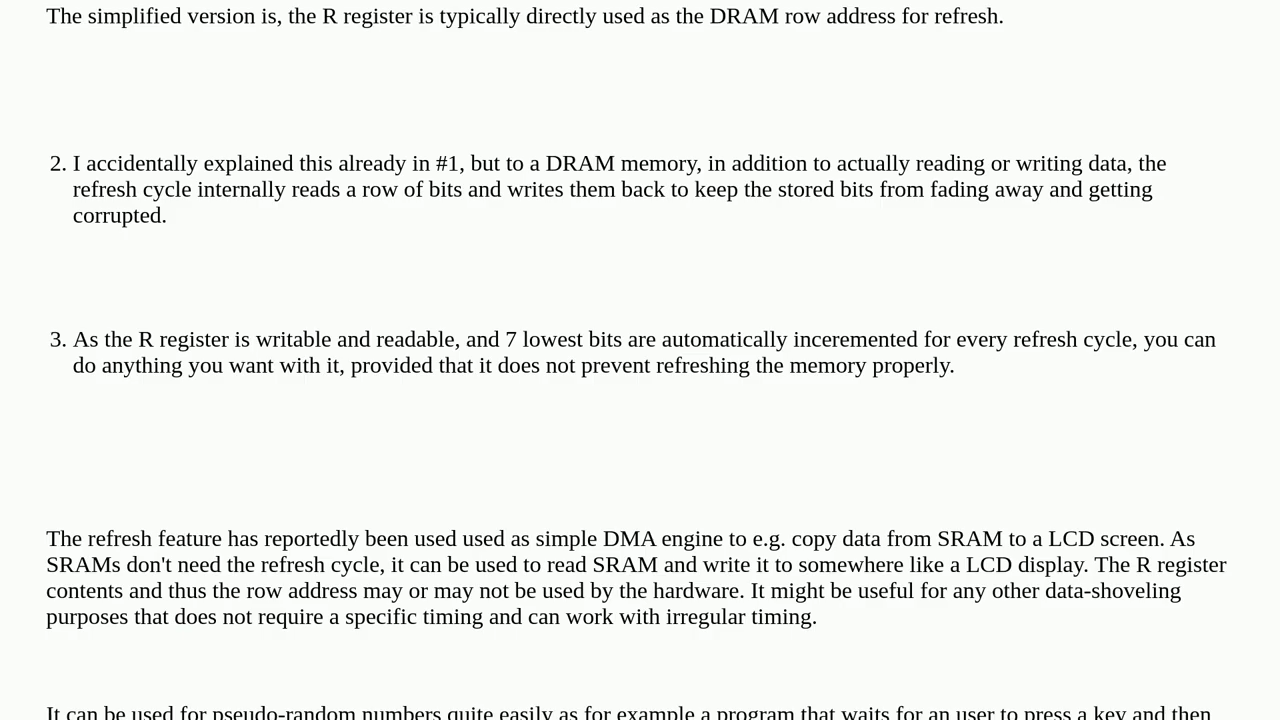 The simplified version is, the R register is typically directly used as the DRAM row address for refresh.
2. I accidentally explained this already in #1, but to a DRAM memory, in addition to actually reading or writing data, the
refresh cycle internally reads a row of bits and writes them back to keep the stored bits from fading away and getting
corrupted.
3. As the R register is writable and readable, and 7 lowest bits are automatically inceremented for every refresh cycle, you can
do anything you want with it, provided that it does not prevent refreshing the memory properly.
The refresh feature has reportedly been used used as simple DMA engine to e.g. copy data from SRAM to a LCD screen. As
SRAMs don't need the refresh cycle, it can be used to read SRAM and write it to somewhere like a LCD display. The R register
contents and thus the row address may or may not be used by the hardware. It might be useful for any other data-shoveling
purposes that does not require a specific timing and can work with irregular timing.
It can be used for pseudo-random numbers quite easily as for example a program that waits for an user to press a key and then